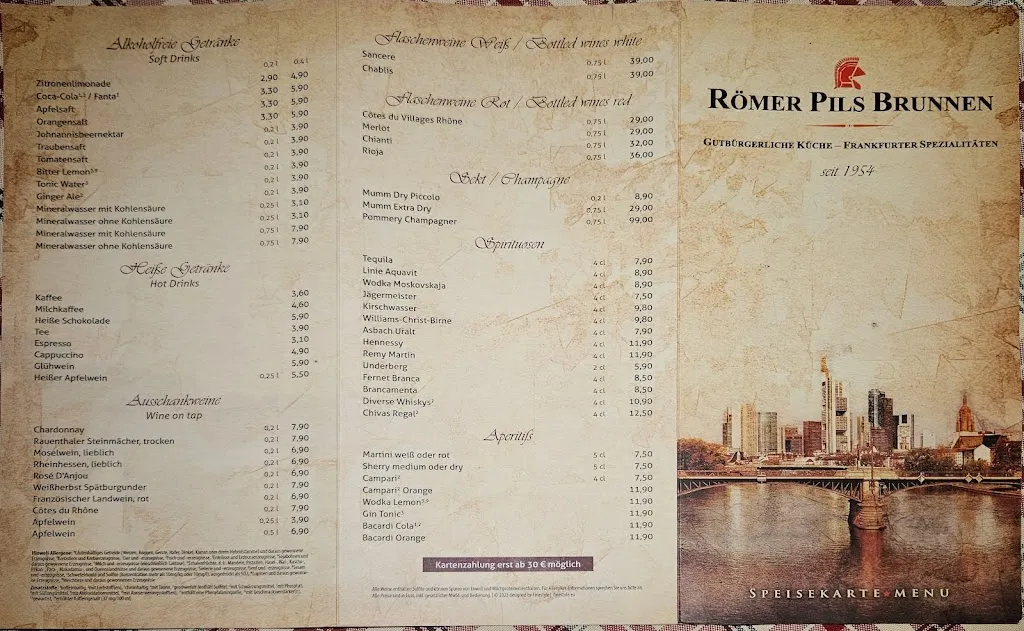 Alkoholfreie Getränke
Soft Drinks
0,2 l 0,4 l
Zitronenlimonade 2,90 4,90
Coca-Cola¹,² / Fanta¹ 3,30 5,90
Apfelsaft 3,30 5,90
Orangensaft 3,30 5,90
Johannisbeernektar 0,2 l 3,90
Traubensaft 0,2 l 3,90
Tomatensaft 0,2 l 3,90
Bitter Lemon 0,2 l 3,90
Tonic Water³ 0,2 l 3,90
Ginger Ale 0,2 l 3,90
Mineralwasser mit Kohlensäure 0,25 l 3,10
Mineralwasser ohne Kohlensäure 0,25 l 3,10
Mineralwasser mit Kohlensäure 0,75 l 7,90
Mineralwasser ohne Kohlensäure 0,75 l 7,90
Heiße Getränke
Hot Drinks
Kaffee 3,60
Milchkaffee 4,60
Heiße Schokolade 5,90
Tee 3,90
Espresso 3,10
Cappuccino 4,90
Glühwein 5,90
Heißer Apfelwein 0,25 l 5,50
Ausschankweine
Wine on tap
Chardonnay 0,2 l 7,90
Rauenthaler Steinmächer, trocken 0,2 l 7,90
Moselwein, lieblich 0,2 l 6,90
Rheinhessen, lieblich 0,2 l 6,90
Rosé D'Anjou 0,2 l 6,90
Weißherbst Spätburgunder 0,2 l 7,90
Französischer Landwein, rot 0,2 l 6,90
Côtes du Rhône 0,2 l 7,90
Apfelwein 0,25 l 3,90
Apfelwein 0,5 l 6,90
Flaschenweine Weiß / Bottled wines white
Sancere 0,75 l 39,00
Chablis 0,75 l 39,00
Flaschenweine Rot / Bottled wines red
Côtes du Villages Rhône 0,75 l 29,00
Merlot 0,75 l 29,00
Chianti 0,75 l 32,00
Rioja 0,75 l 36,00
Sekt / Champagne
Mumm Dry Piccolo 0,2 l 8,90
Mumm Extra Dry 0,75 l 29,00
Pommery Champagner 0,75 l 99,00
Spirituosen
Tequila 4 cl 7,90
Linie Aquavit 4 cl 8,90
Wodka Moskovskaja 4 cl 8,90
Jägermeister 4 cl 7,50
Kirschwasser 4 cl 9,80
Williams-Christ-Birne 4 cl 9,80
Asbach Uralt 4 cl 7,90
Hennessy 4 cl 11,90
Remy Martin 4 cl 11,90
Underberg 2 cl 5,90
Fernet Branca 4 cl 8,50
Brancamenta 4 cl 8,50
Diverse Whiskys² 4 cl 10,90
Chivas Regal² 4 cl 12,50
Aperitifs
Martini weiß oder rot 5 cl 7,50
Sherry medium oder dry 5 cl 7,50
Campari² 4 cl 7,50
Campari² Orange 11,90
Wodka Lemon 11,90
Gin Tonic³ 11,90
Bacardi Cola¹,² 11,90
Bacardi Orange 11,90
Kartenzahlung erst ab 30 € möglich
RÖMER PILS BRUNNEN
GUTBÜRGERLICHE KÜCHE – FRANKFURTER SPEZIALITÄTEN
seit 1954
SPEISEKARTE MENU